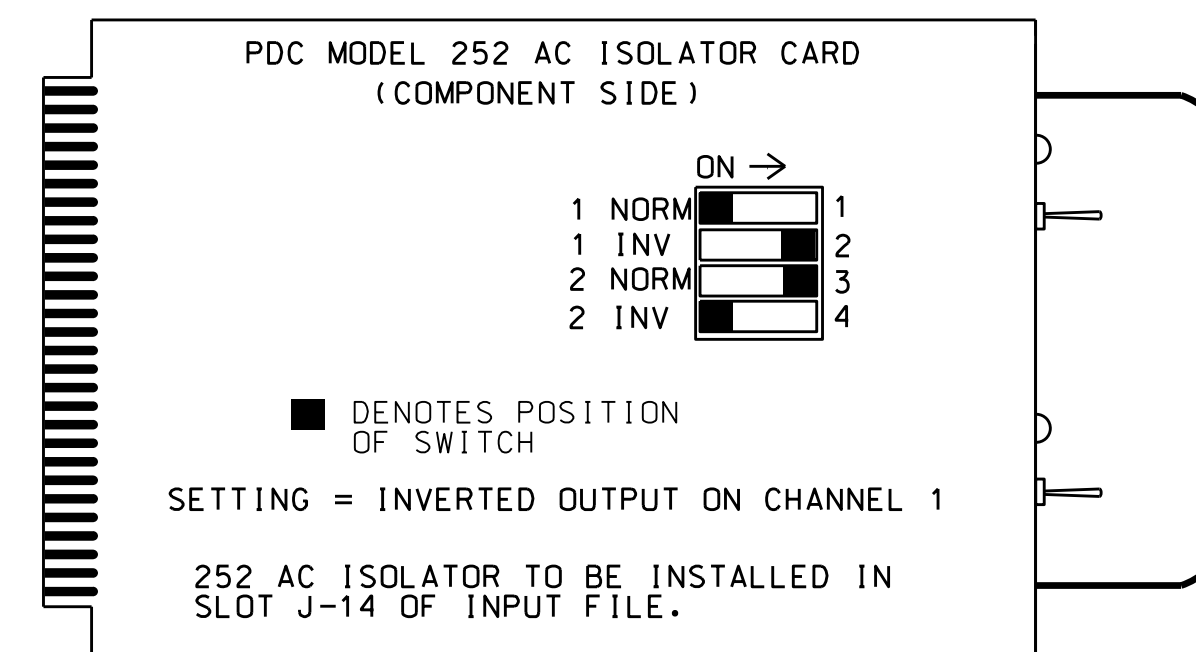 PDC MODEL 252 AC ISOLATOR CARD
(COMPONENT SIDE)
ON →
1 NORM 1
1 INV 2
2 NORM 3
2 INV 4
DENOTES POSITION
OF SWITCH
SETTING = INVERTED OUTPUT ON CHANNEL 1
252 AC ISOLATOR TO BE INSTALLED IN
SLOT J-14 OF INPUT FILE.